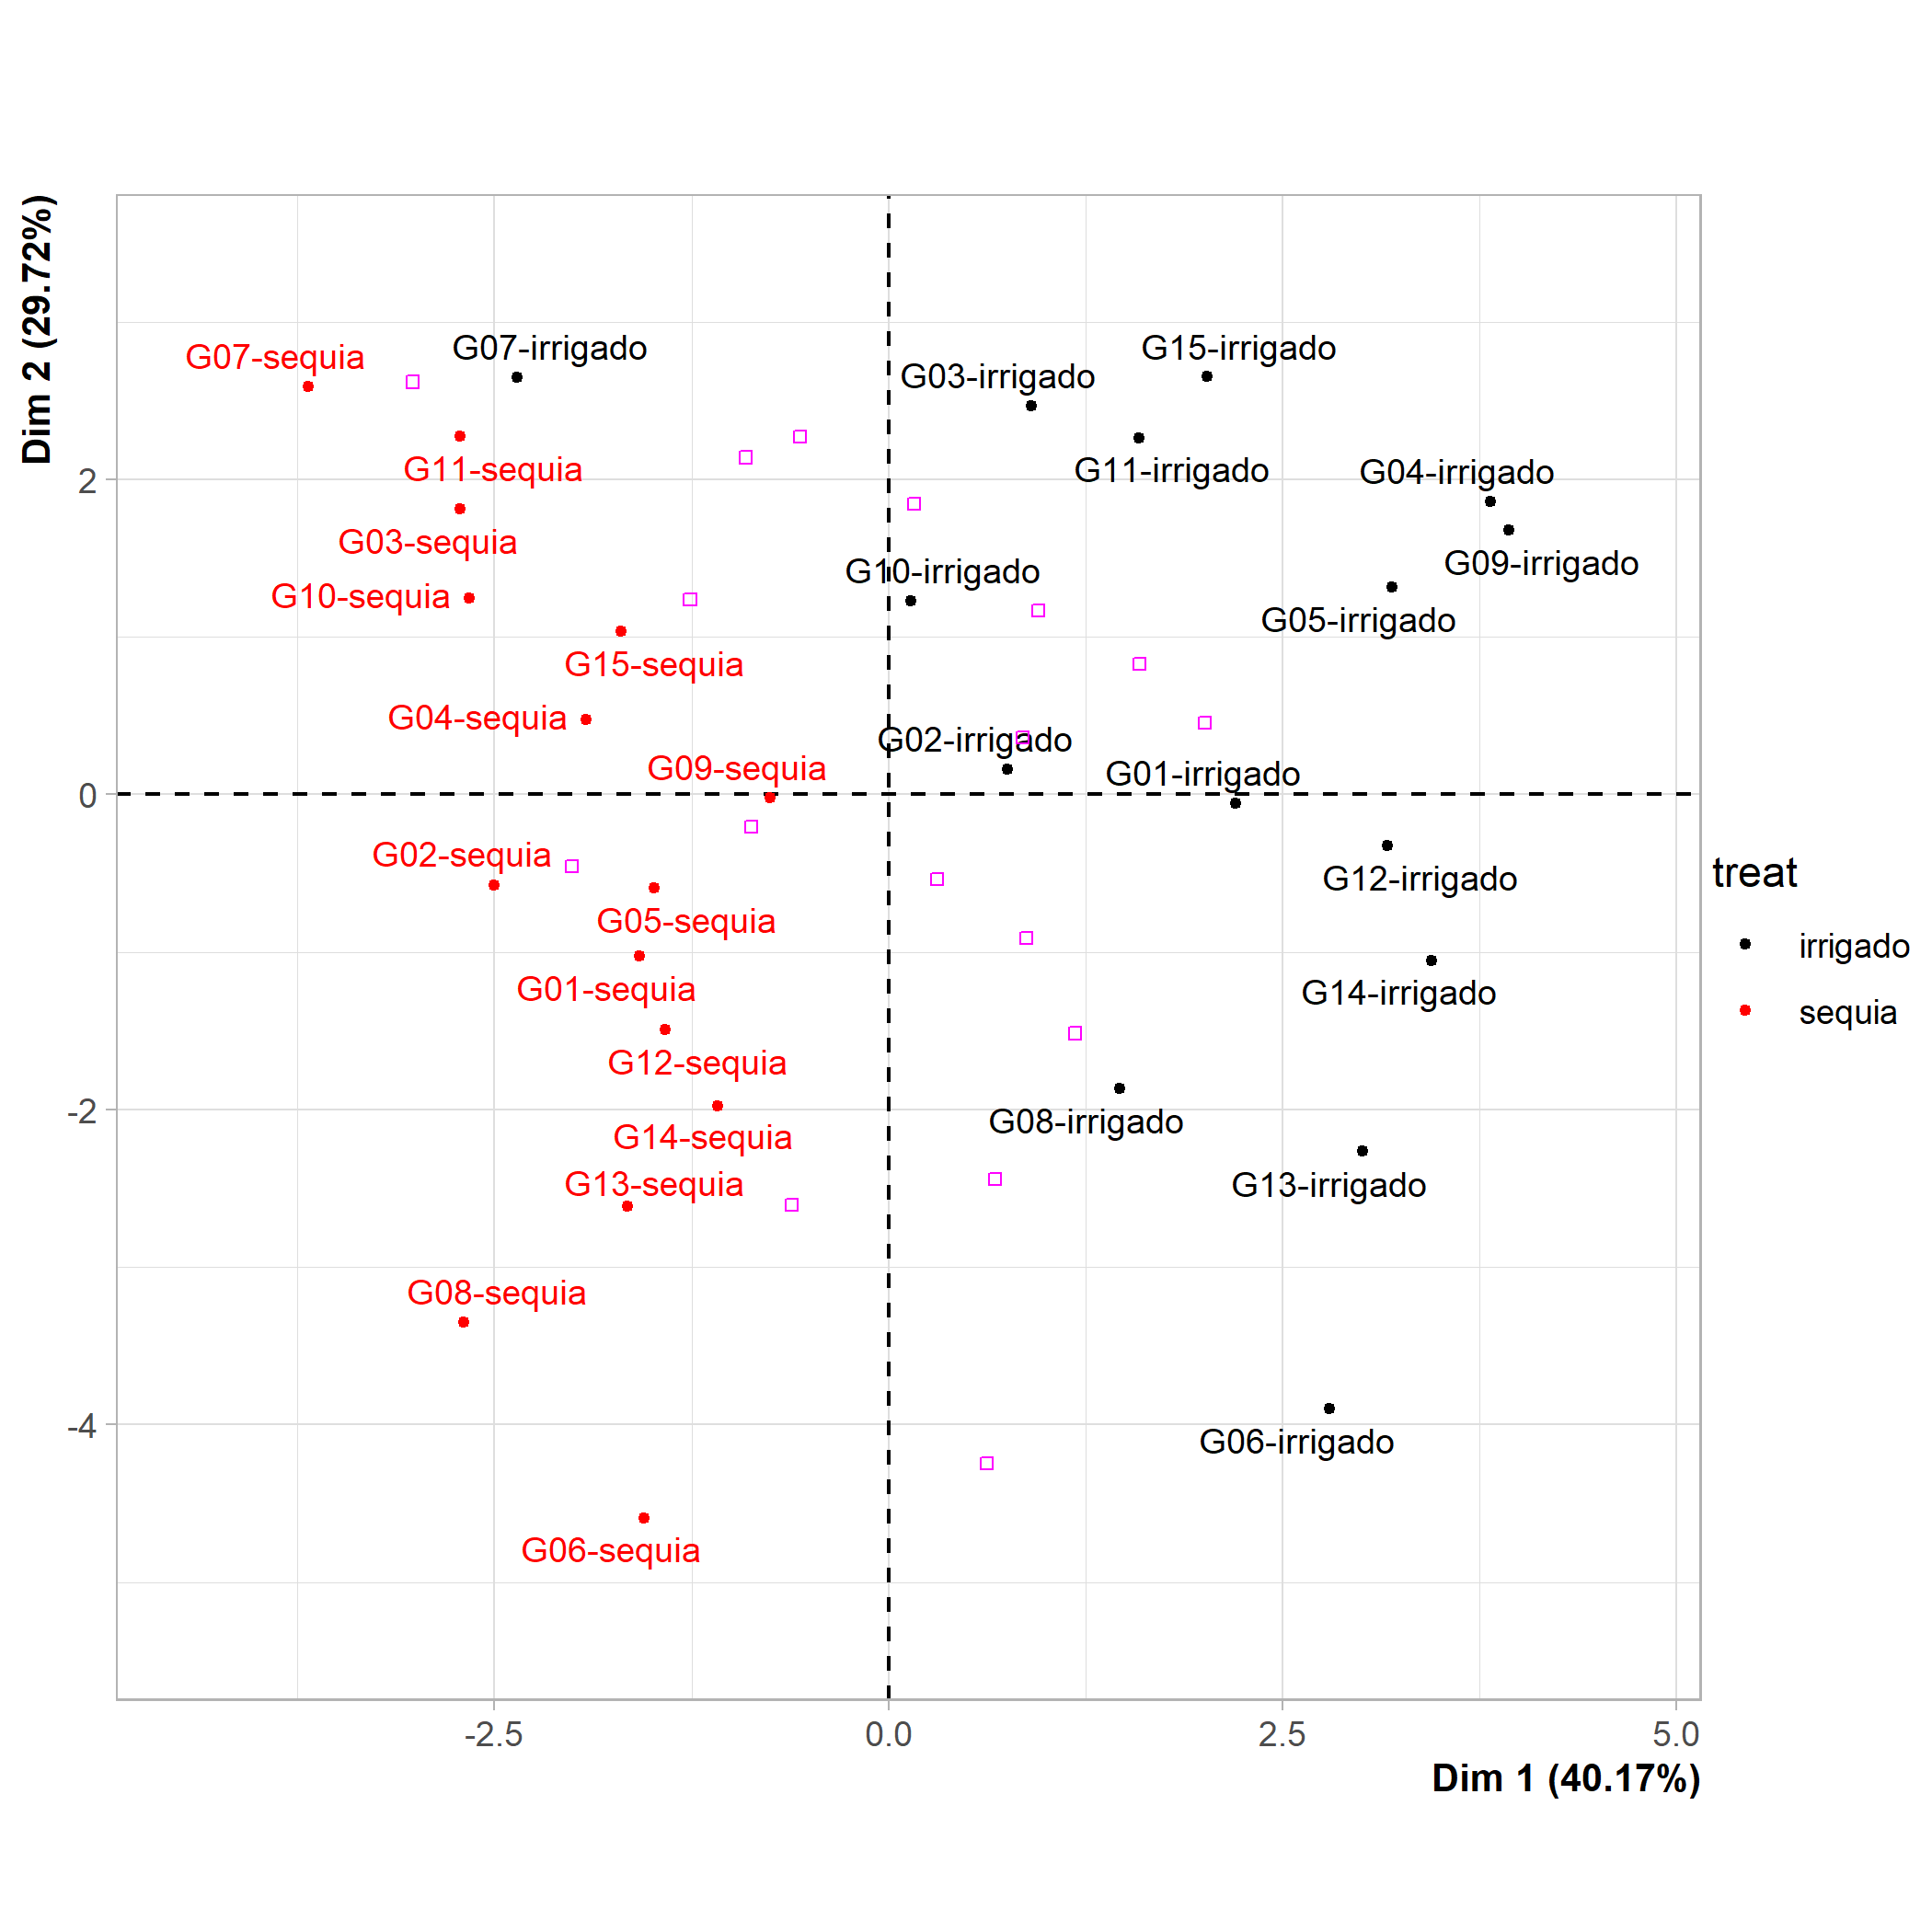 Dim 2 (29.72%)
G07-sequia
G07-irrigado
G15-irrigado
G03-irrigado
G11-sequia
G11-irrigado
G04-irrigado
2
G03-sequia
G09-irrigado
G10-sequia
G10-irrigado
G05-irrigado
G15-sequia
G04-sequia
G02-irrigado
G09-sequia
G01-irrigado
0
G02-sequia
G12-irrigado
G05-sequia
G01-sequia
G14-irrigado
G12-sequia
-2
G08-irrigado
G14-sequia
G13-sequia
G13-irrigado
G08-sequia
-4
G06-irrigado
G06-sequia
-2.5
0.0
2.5
5.0
Dim 1 (40.17%)
treat
irrigado
sequia